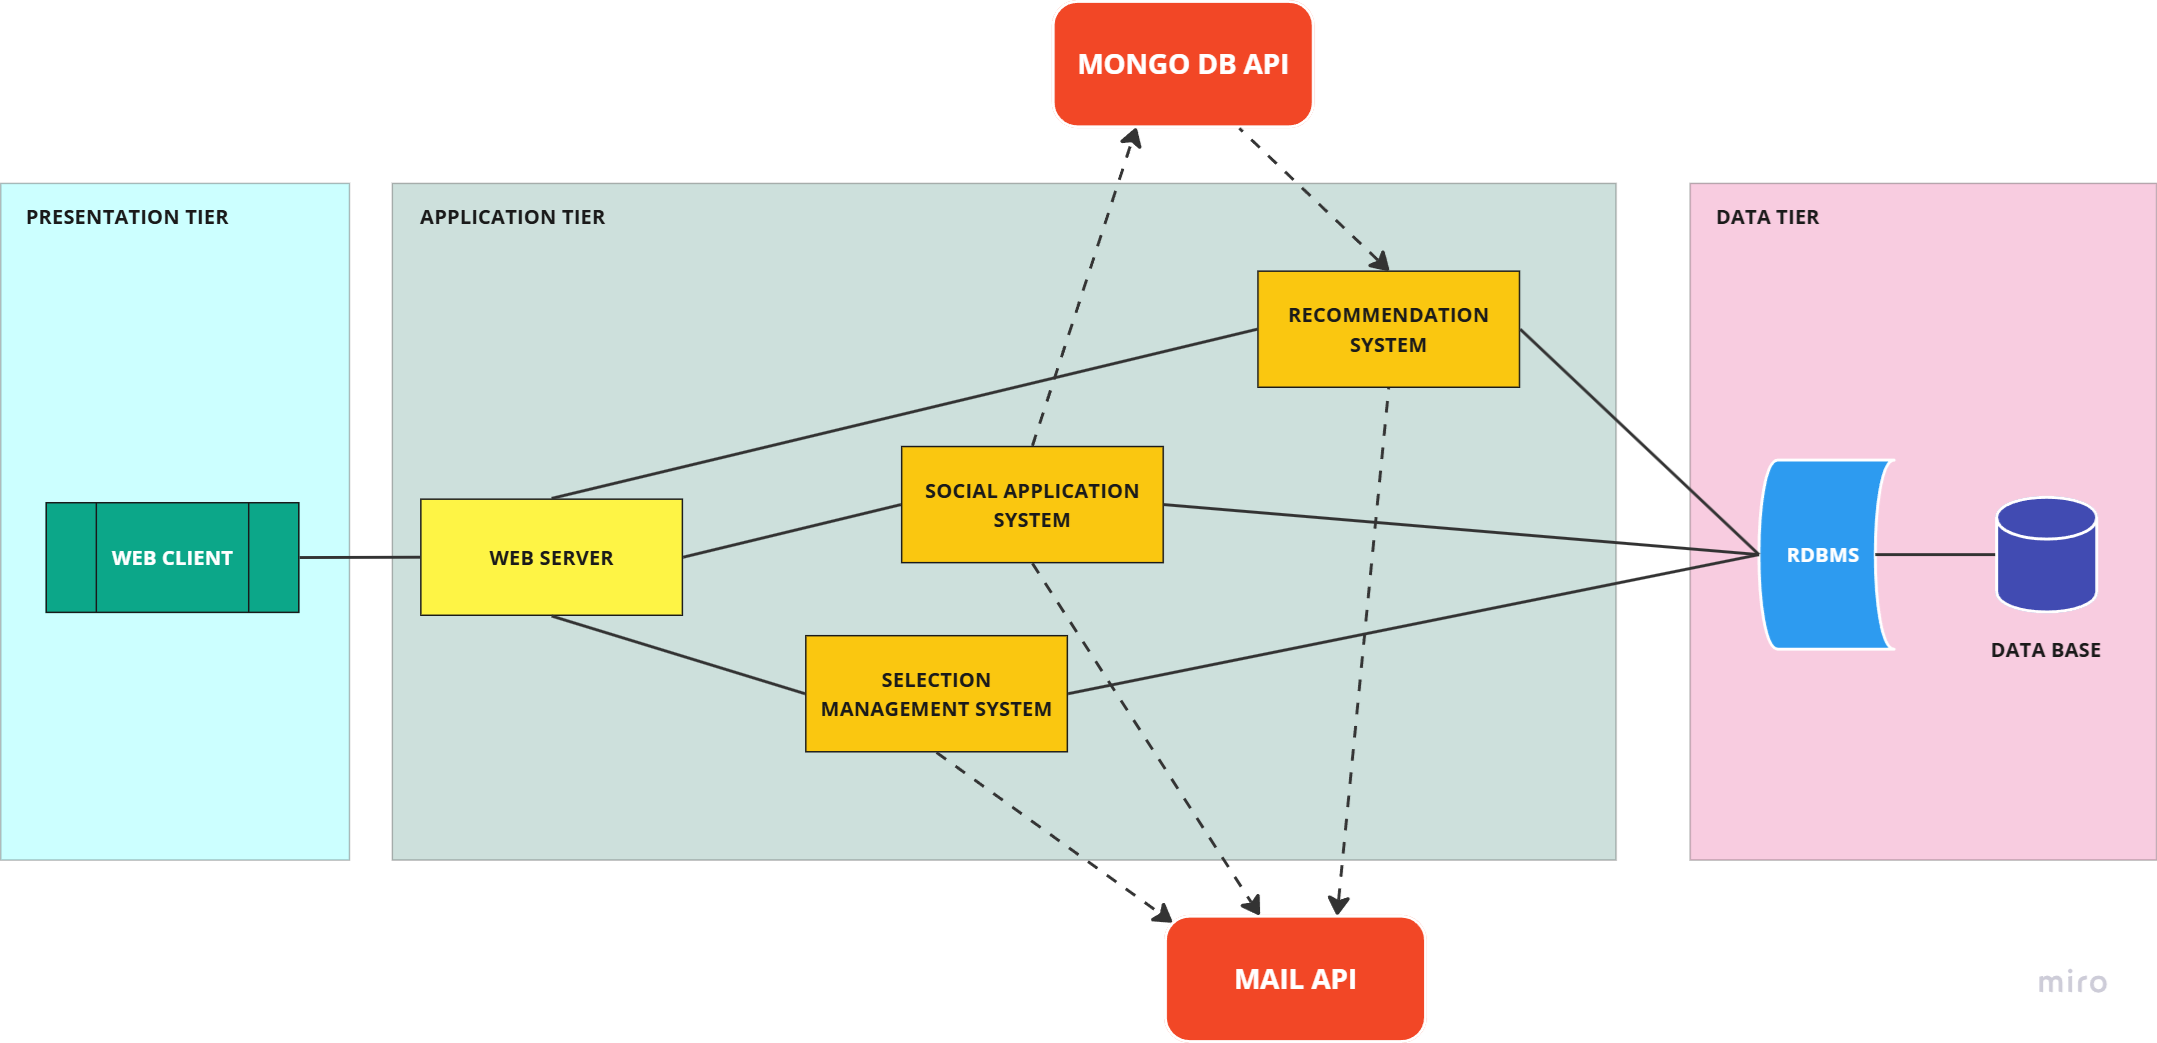 MONGO DB API
PRESENTATION TIER
APPLICATION TIER
DATA TIER
RECOMMENDATION
SYSTEM
SOCIAL APPLICATION
SYSTEM
WEB CLIENT
WEB SERVER
RDBMS
DATA BASE
SELECTION
MANAGEMENT SYSTEM
MAIL API
miro